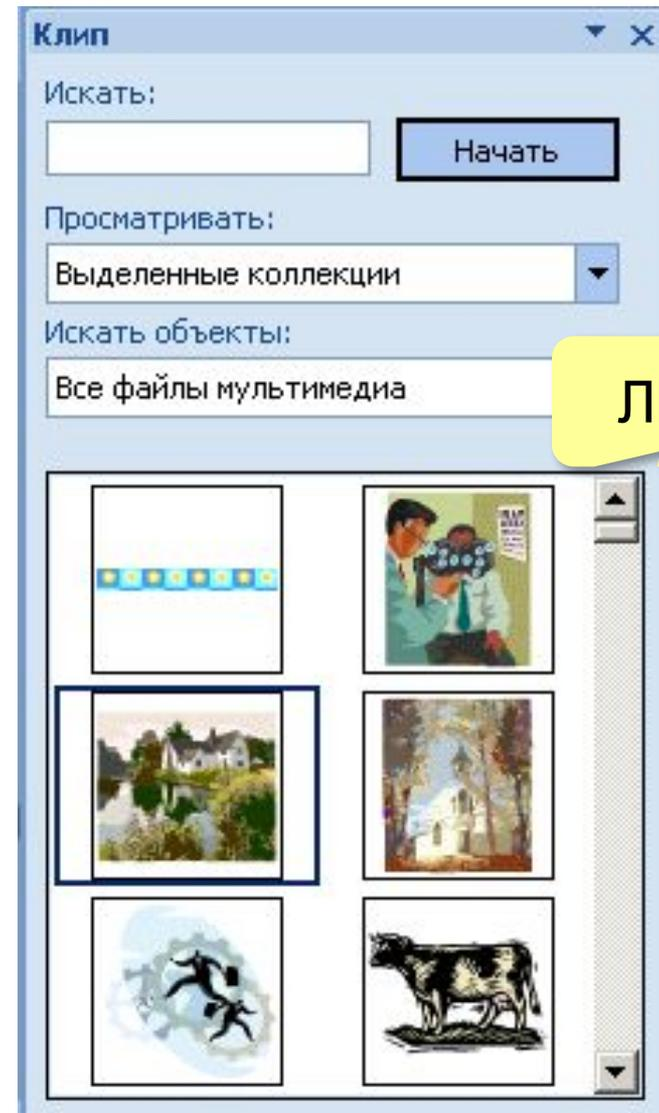 Клип
Искать:
Начать
Просматривать:
Выделенные коллекции
Искать объекты:
Все файлы мультимедиа
Л